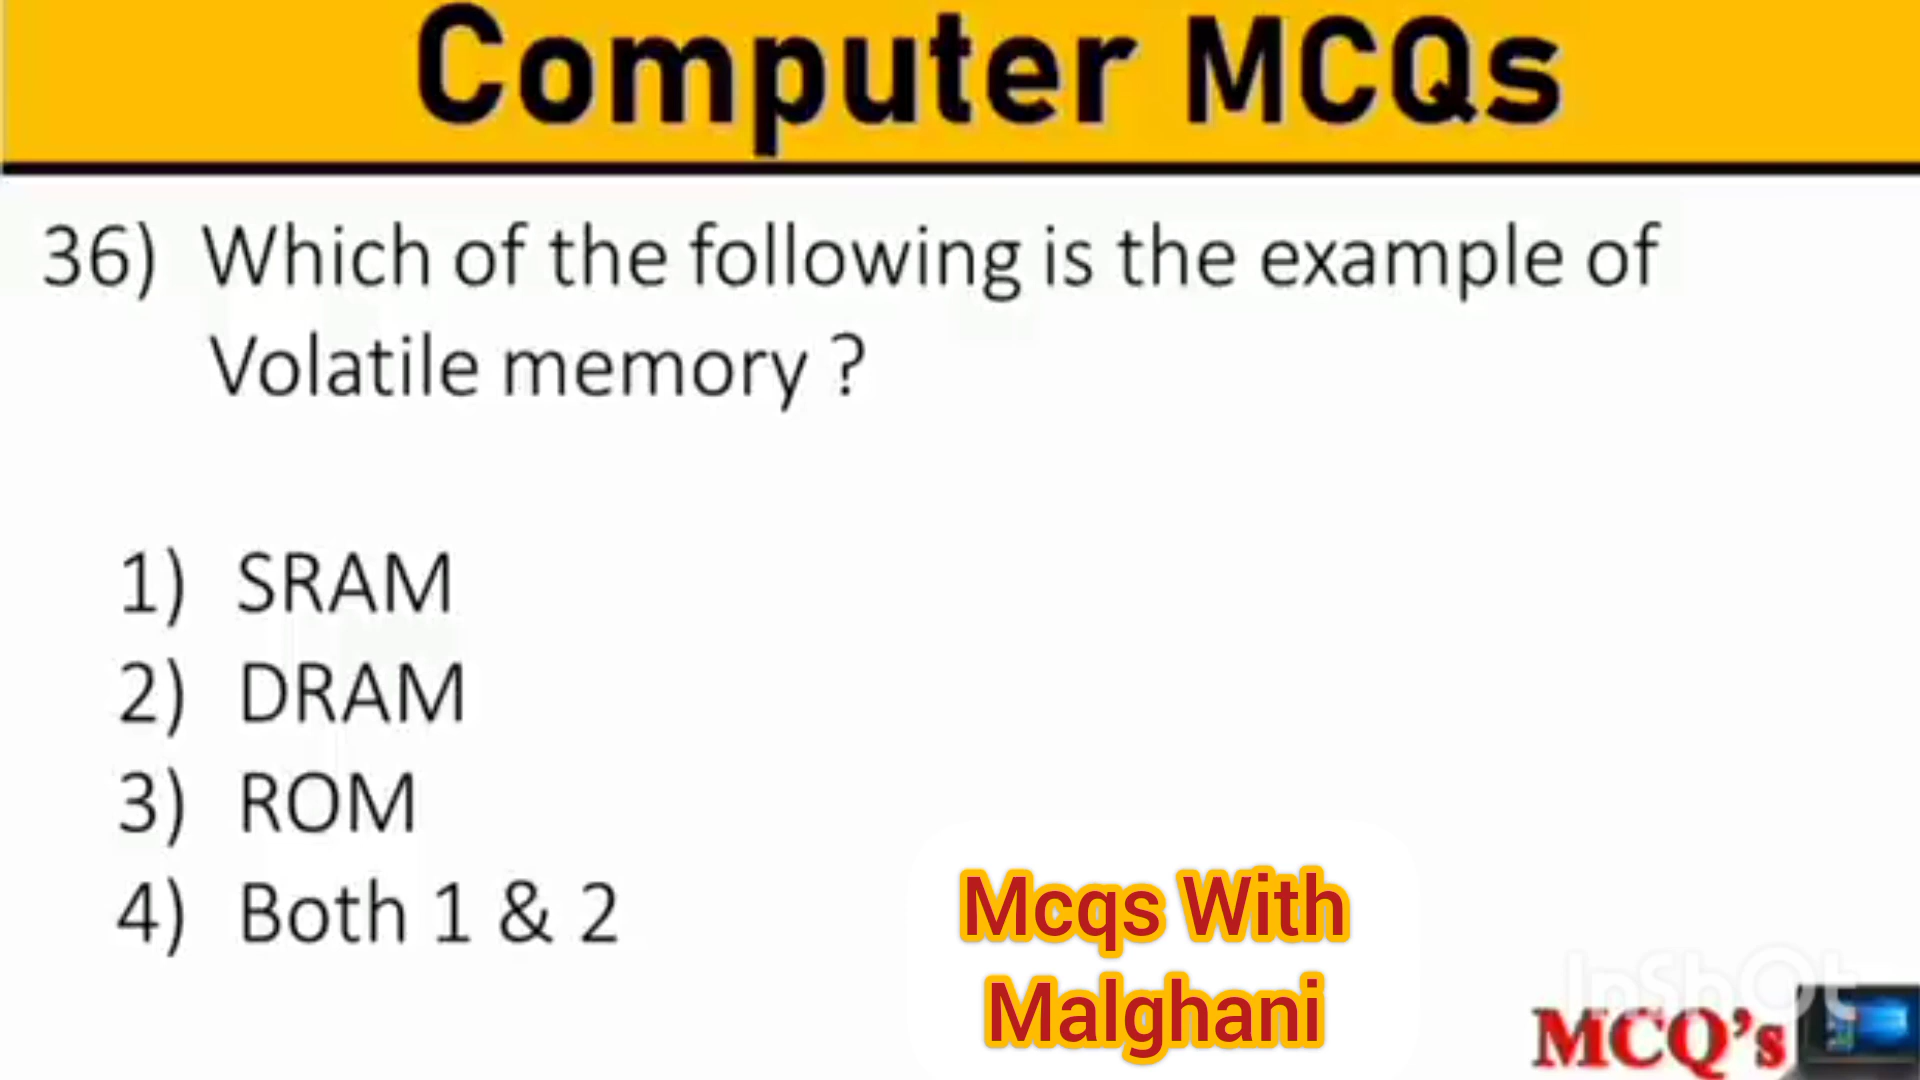 Computer MCQs
36) Which of the following is the example of
Volatile memory ?
1) SRAM
2) DRAM
3) ROM
4) Both 1 & 2
Mcqs With
Malghani
InShOt
MCQ's